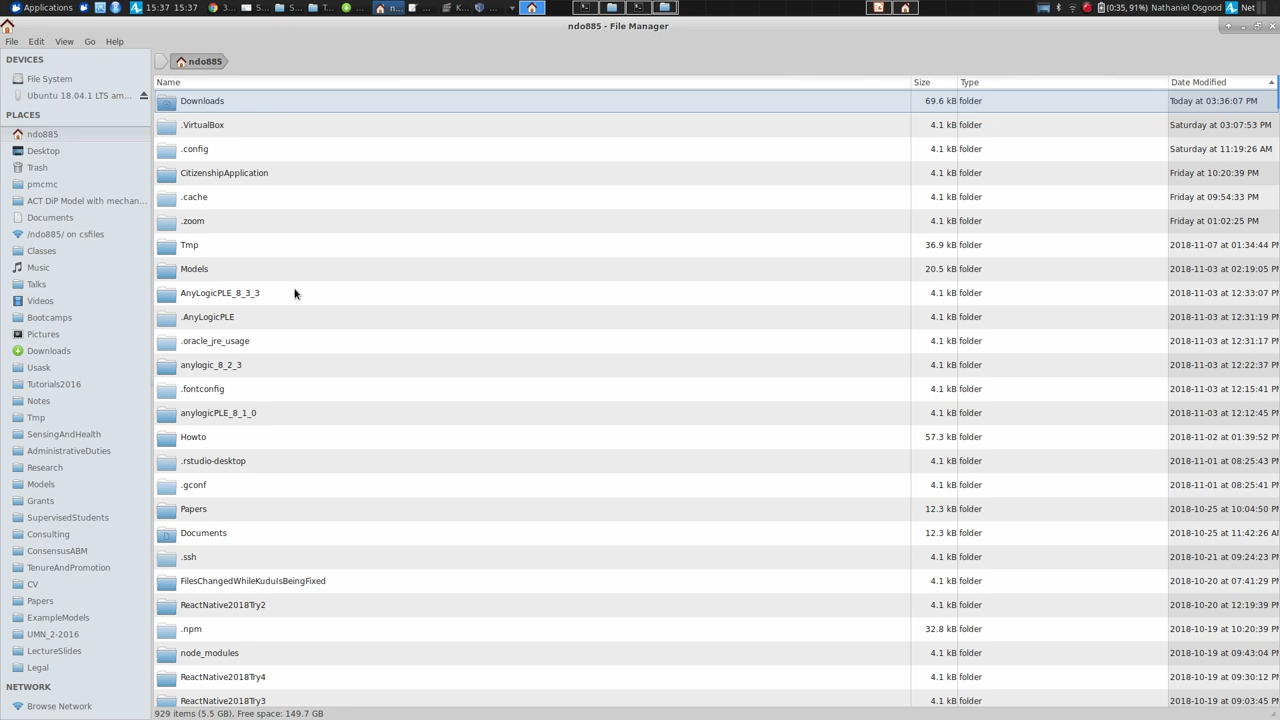 Applications 15:37 15:37 3... S... S... T... ... n... ... K... S... ... (0:35, 91%) Nathaniel Osgood Net
ndo885 - File Manager
File Edit View Go Help
DEVICES
File System
Ubuntu 18.04.1 LTS am...
PLACES
ndo885
Desktop
Trash
pmcmc
ACT DiP Model with mechan...
Documents
/ndo885/ on csfiles
Classes
Music
Talks
Videos
Bootcamps
Pictures
Downloads
Usask
Tutorials2016
Notes
Tmp
SensingAndHealth
AdministrativeDuties
Research
Models
Grants
SupervisedStudents
Consulting
ConsensusABM
TenureAndPromotion
CV
Papers
ExampleModels
UMN_2-2016
LectureSlides
Legal
NETWORK
Browse Network
ndo885
Name Size Type Date Modified
Downloads 69.6 kB folder Today at 03:36:07 PM
.VirtualBox 4.1 kB folder Saturday at 03:07:53 PM
.config 4.1 kB folder Saturday at 11:19:26 AM
CitizenshipApplication 4.1 kB folder Friday at 10:20:39 PM
.cache 4.1 kB folder Friday at 09:54:33 PM
.zoom 4.1 kB folder Friday at 01:02:25 PM
Tmp 36.9 kB folder 2018-11-07 at 01:34:44 PM
Models 20.5 kB folder 2018-11-03 at 02:19:05 PM
AnyLogicPLE_8_3_3 4.1 kB folder 2018-11-03 at 12:33:07 PM
.AnyLogicPLE 4.1 kB folder 2018-11-03 at 12:31:19 PM
.oracle_jre_usage 4.1 kB folder 2018-11-03 at 12:31:17 PM
anylogic_8_2_3 4.1 kB folder 2018-11-03 at 12:22:37 PM
.fontconfig 4.1 kB folder 2018-11-03 at 12:15:41 PM
anylogicPLE_8_1_0 4.1 kB folder 2018-11-03 at 12:12:45 PM
Howto 57.3 kB folder 2018-11-02 at 01:39:52 PM
.rstudio-desktop 4.1 kB folder 2018-11-01 at 08:25:43 PM
.gconf 4.1 kB folder 2018-11-01 at 08:25:41 PM
Papers 12.3 kB folder 2018-10-25 at 10:04:50 PM
Documents 12.3 kB folder 2018-10-25 at 11:42:26 AM
.ssh 4.1 kB folder 2018-10-21 at 09:24:23 PM
FilesChangedWhileKuduIsBeingFixed 4.1 kB folder 2018-10-20 at 07:41:29 PM
ReactNative2018Try2 4.1 kB folder 2018-10-20 at 12:19:39 PM
.npm 32.8 kB folder 2018-10-19 at 10:20:39 PM
node_modules 4.1 kB folder 2018-10-19 at 09:43:04 PM
ReactNative2018Try4 4.1 kB folder 2018-10-19 at 09:30:12 PM
ReactNative2018Try3 4.1 kB folder 2018-10-19 at 09:03:45 PM
929 items (5.5 GB), Free space: 149.7 GB